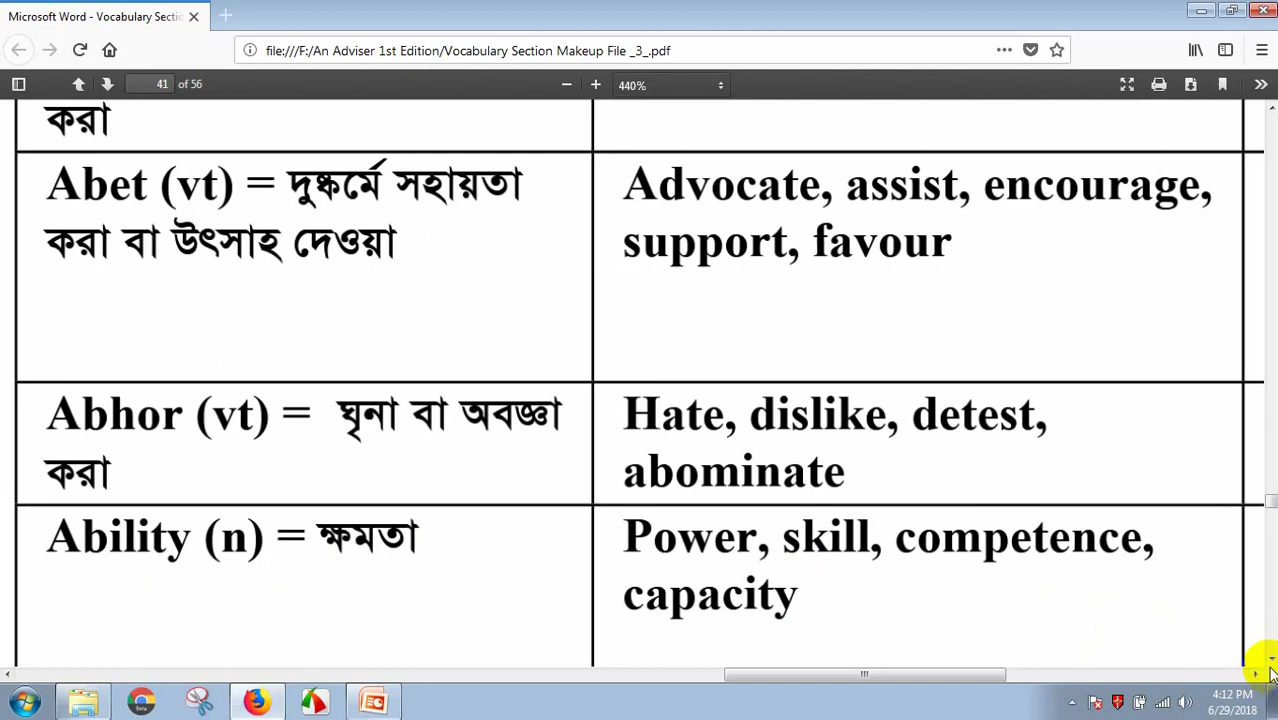 Microsoft Word - Vocabulary Sectio
file:///F:/An Adviser 1st Edition/Vocabulary Section Makeup File _3_.pdf
41 of 56
440%
করা
Abet (vt) = দুষ্কর্মে সহায়তা
করা বা উৎসাহ দেওয়া
Advocate, assist, encourage,
support, favour
Abhor (vt) = ঘৃনা বা অবজ্ঞা
করা
Hate, dislike, detest,
abominate
Ability (n) = ক্ষমতা
Power, skill, competence,
capacity
4:12 PM
6/29/2018